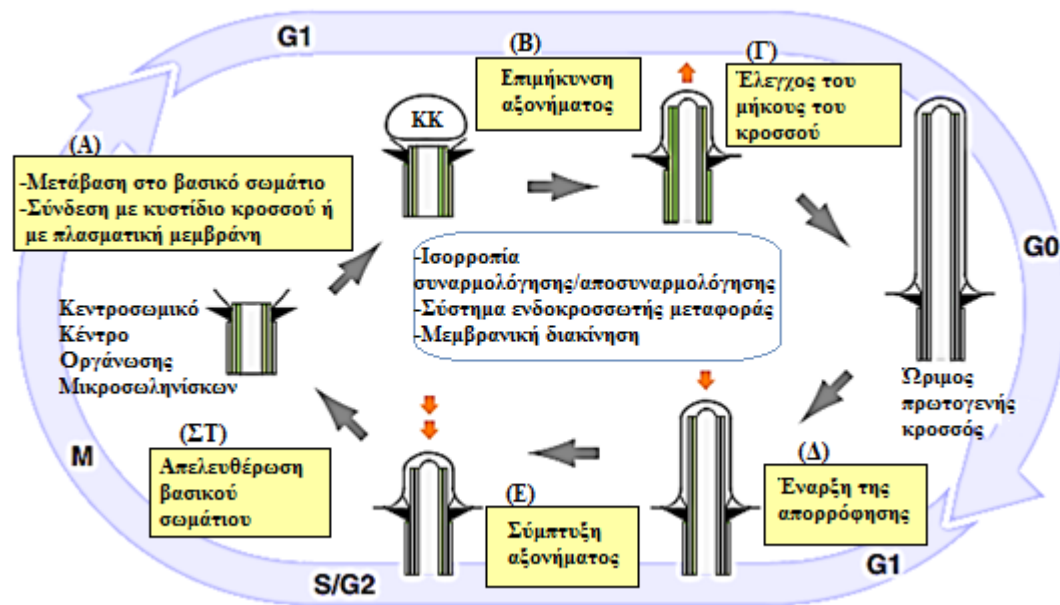 G1
(Β)
Επιμήκυνση
αξονήματος
(Γ)
Έλεγχος του
μήκους του
κροσσού
ΚΚ
(Α)
-Μετάβαση στο βασικό σωμάτιο
-Σύνδεση με κυστίδιο κροσσού ή
με πλασματική μεμβράνη
G0
-Ισορροπία
συναρμολόγησης/αποσυναρμολόγησης
-Σύστημα ενδοκροσσωτής μεταφοράς
-Μεμβρανική διακίνηση
Κεντροσωμικό
Κέντρο
Οργάνωσης
Μικροσωληνίσκων
Ώριμος
πρωτογενής
κροσσός
(ΣΤ)
Απελευθέρωση
βασικού
σωμάτιου
M
(Ε)
Σύμπτυξη
αξονήματος
(Δ)
Έναρξη της
απορρόφησης
G1
S/G2